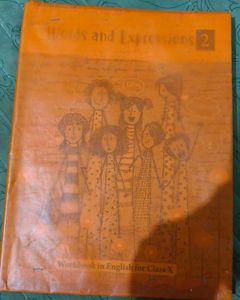 Words and Expressions 2
Workbook in English for Class X